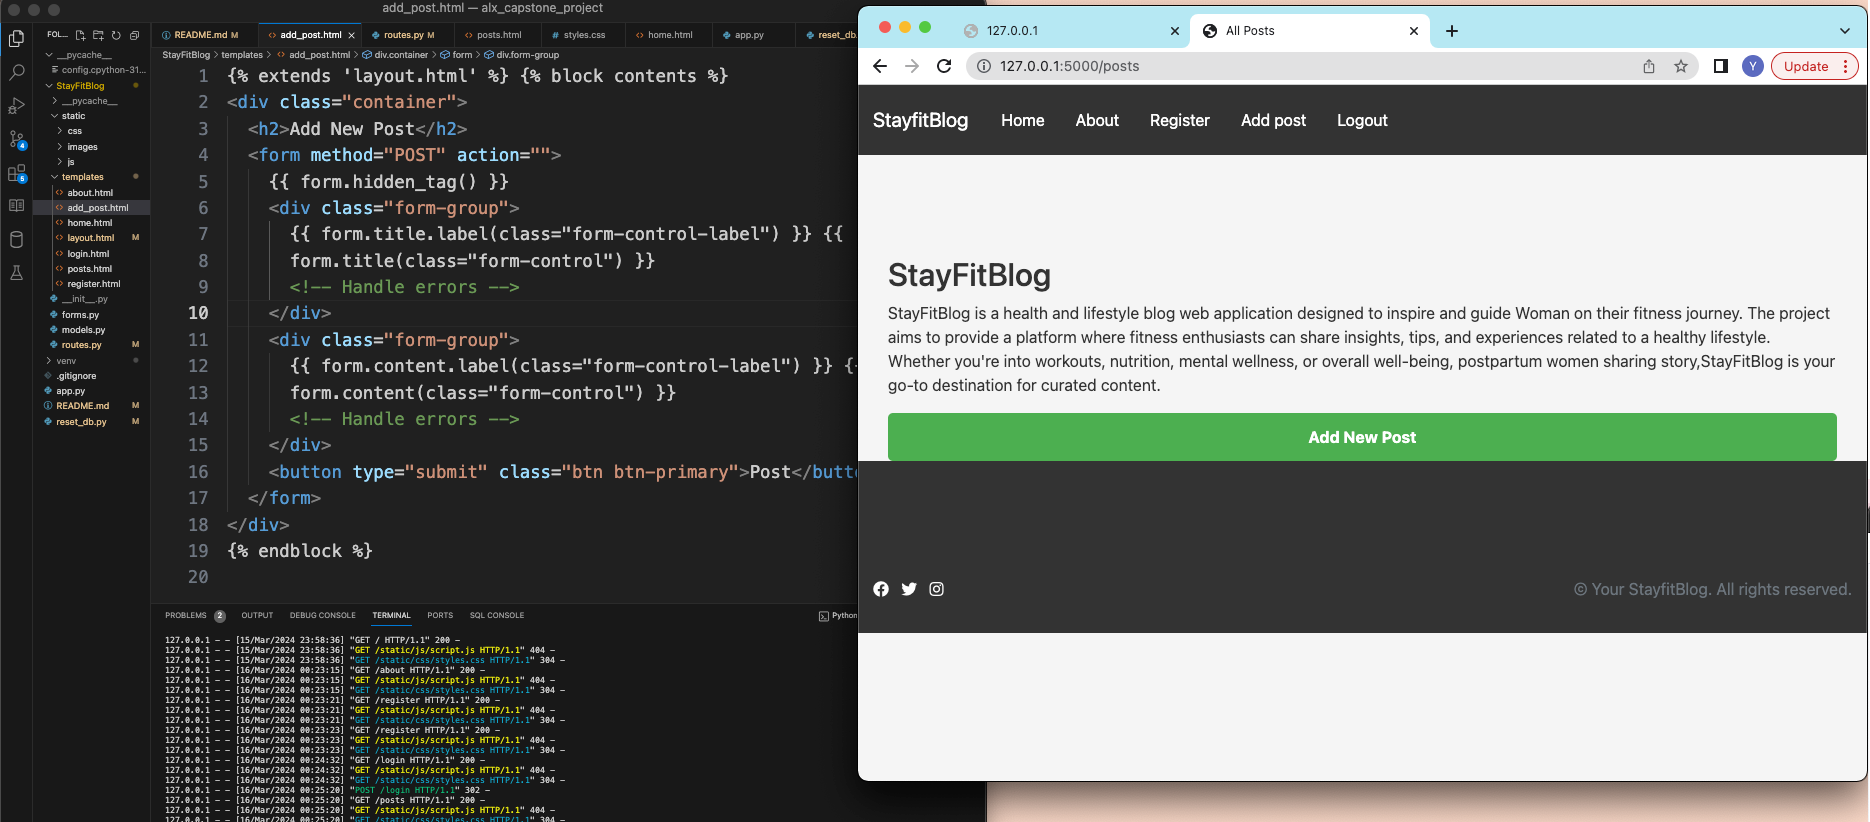 add_post.html — alx_capstone_project
FOL...
__pycache__
config.cpython-31...
StayFitBlog
__pycache__
static
css
images
js
templates
about.html
add_post.html
home.html
layout.html M
login.html
posts.html
register.html
__init__.py
forms.py
models.py
routes.py M
venv
.gitignore
app.py
README.md M
reset_db.py M
4
5
README.md M
add_post.html
routes.py M
posts.html
styles.css
home.html
app.py
reset_db.
StayFitBlog > templates > add_post.html > div.container > form > div.form-group
1 {% extends 'layout.html' %} {% block contents %}
2 <div class="container">
3 <h2>Add New Post</h2>
4 <form method="POST" action="">
5 {{ form.hidden_tag() }}
6 <div class="form-group">
7 {{ form.title.label(class="form-control-label") }} {{
8 form.title(class="form-control") }}
9 <!-- Handle errors -->
10 </div>
11 <div class="form-group">
12 {{ form.content.label(class="form-control-label") }} {
13 form.content(class="form-control") }}
14 <!-- Handle errors -->
15 </div>
16 <button type="submit" class="btn btn-primary">Post</butt
17 </form>
18 </div>
19 {% endblock %}
20
PROBLEMS 2 OUTPUT DEBUG CONSOLE TERMINAL PORTS SQL CONSOLE Python
127.0.0.1 - - [15/Mar/2024 23:58:36] "GET / HTTP/1.1" 200 -
127.0.0.1 - - [15/Mar/2024 23:58:36] "GET /static/js/script.js HTTP/1.1" 404 -
127.0.0.1 - - [15/Mar/2024 23:58:36] "GET /static/css/styles.css HTTP/1.1" 304 -
127.0.0.1 - - [16/Mar/2024 00:23:15] "GET /about HTTP/1.1" 200 -
127.0.0.1 - - [16/Mar/2024 00:23:15] "GET /static/js/script.js HTTP/1.1" 404 -
127.0.0.1 - - [16/Mar/2024 00:23:15] "GET /static/css/styles.css HTTP/1.1" 304 -
127.0.0.1 - - [16/Mar/2024 00:23:21] "GET /register HTTP/1.1" 200 -
127.0.0.1 - - [16/Mar/2024 00:23:21] "GET /static/js/script.js HTTP/1.1" 404 -
127.0.0.1 - - [16/Mar/2024 00:23:21] "GET /static/css/styles.css HTTP/1.1" 304 -
127.0.0.1 - - [16/Mar/2024 00:23:23] "GET /register HTTP/1.1" 200 -
127.0.0.1 - - [16/Mar/2024 00:23:23] "GET /static/js/script.js HTTP/1.1" 404 -
127.0.0.1 - - [16/Mar/2024 00:23:23] "GET /static/css/styles.css HTTP/1.1" 304 -
127.0.0.1 - - [16/Mar/2024 00:24:32] "GET /login HTTP/1.1" 200 -
127.0.0.1 - - [16/Mar/2024 00:24:32] "GET /static/js/script.js HTTP/1.1" 404 -
127.0.0.1 - - [16/Mar/2024 00:24:32] "GET /static/css/styles.css HTTP/1.1" 304 -
127.0.0.1 - - [16/Mar/2024 00:25:20] "POST /login HTTP/1.1" 302 -
127.0.0.1 - - [16/Mar/2024 00:25:20] "GET /posts HTTP/1.1" 200 -
127.0.0.1 - - [16/Mar/2024 00:25:20] "GET /static/js/script.js HTTP/1.1" 404 -
127.0.0.1 - - [16/Mar/2024 00:25:20] "GET /static/css/styles.css HTTP/1.1" 304 -
127.0.0.1
All Posts
127.0.0.1:5000/posts
Y
Update
StayfitBlog Home About Register Add post Logout
StayFitBlog
StayFitBlog is a health and lifestyle blog web application designed to inspire and guide Woman on their fitness journey. The project
aims to provide a platform where fitness enthusiasts can share insights, tips, and experiences related to a healthy lifestyle.
Whether you're into workouts, nutrition, mental wellness, or overall well-being, postpartum women sharing story,StayFitBlog is your
go-to destination for curated content.
Add New Post
© Your StayfitBlog. All rights reserved.